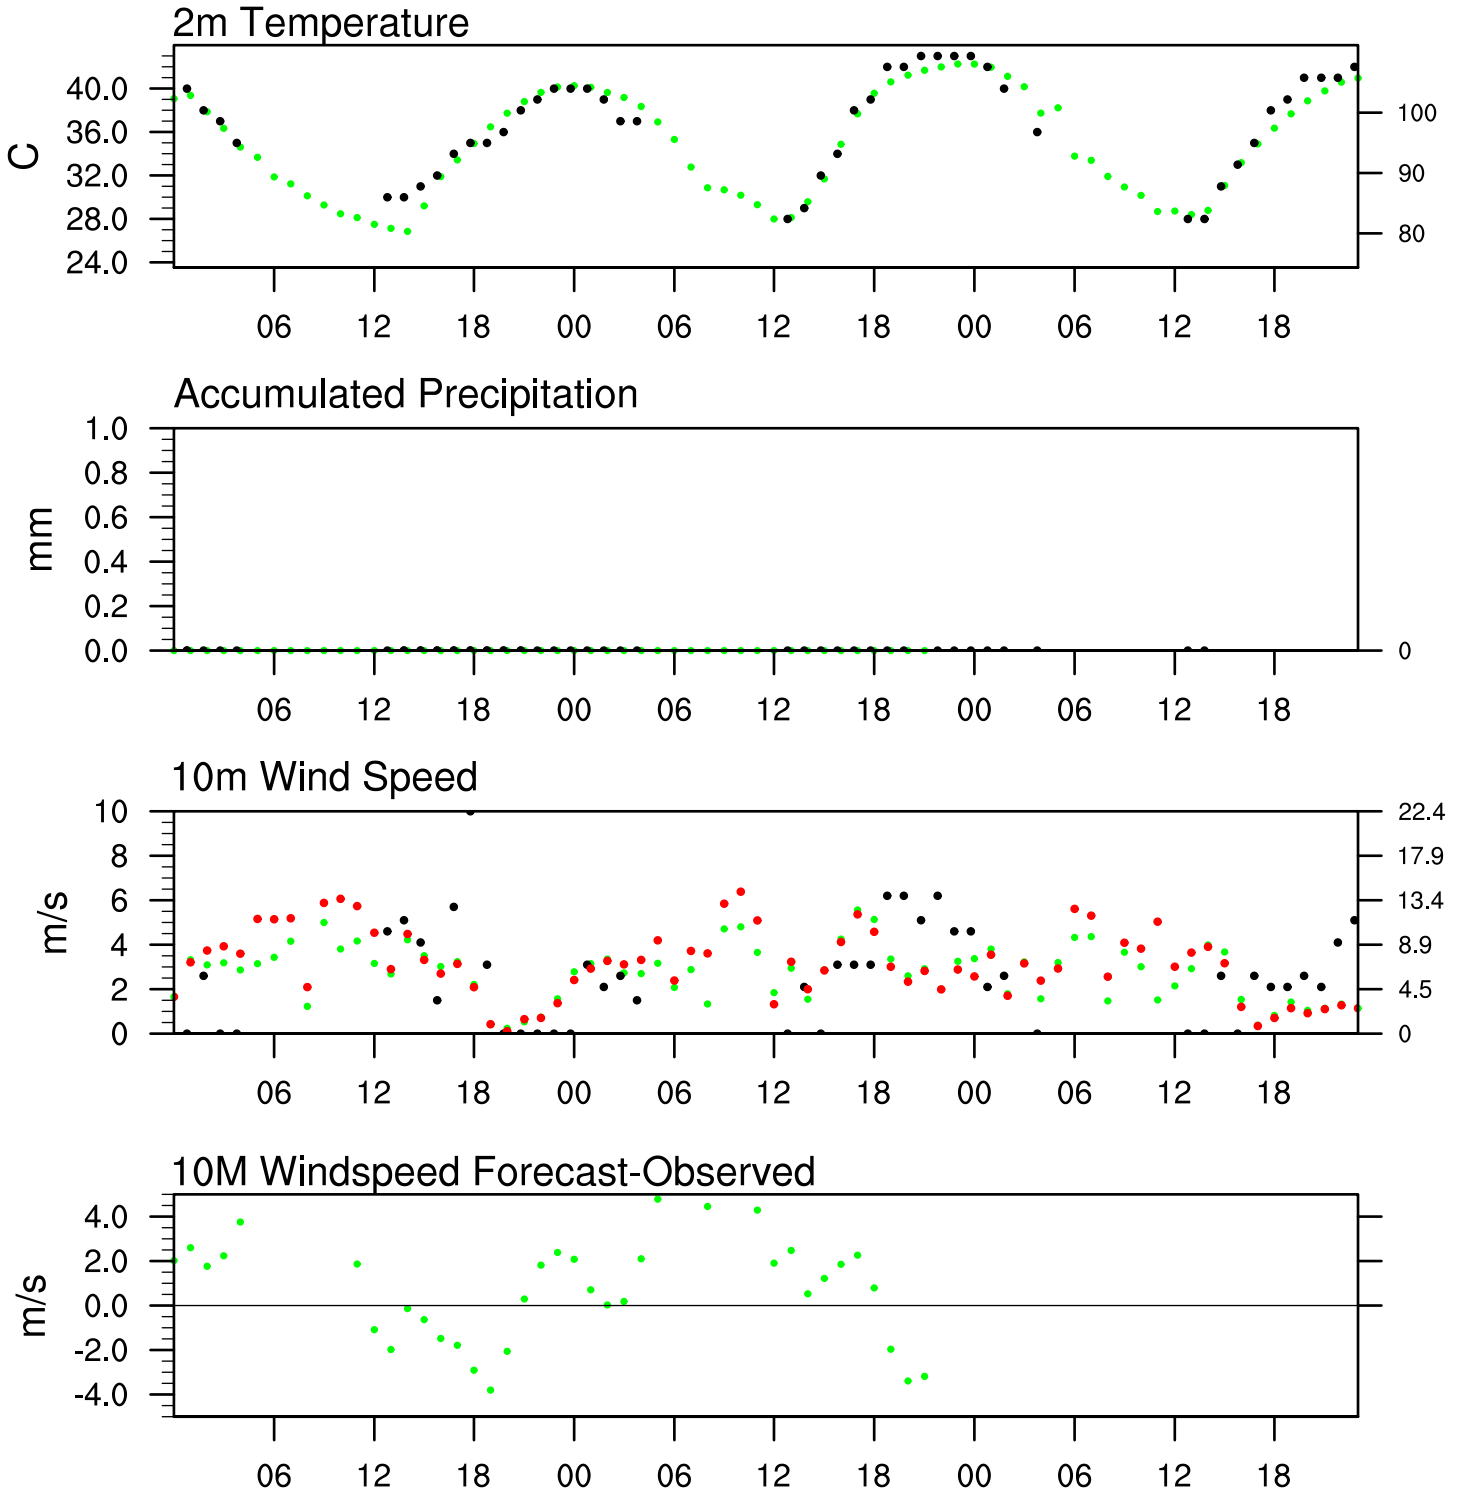 2m Temperature
40.0
36.0
32.0
28.0
24.0
C
100
90
80
06 12 18 00 06 12 18 00 06 12 18
Accumulated Precipitation
1.0
0.8
0.6
0.4
0.2
0.0
mm
0
06 12 18 00 06 12 18 00 06 12 18
10m Wind Speed
10
8
6
4
2
0
m/s
22.4
17.9
13.4
8.9
4.5
0
06 12 18 00 06 12 18 00 06 12 18
10M Windspeed Forecast-Observed
4.0
2.0
0.0
-2.0
-4.0
m/s
06 12 18 00 06 12 18 00 06 12 18